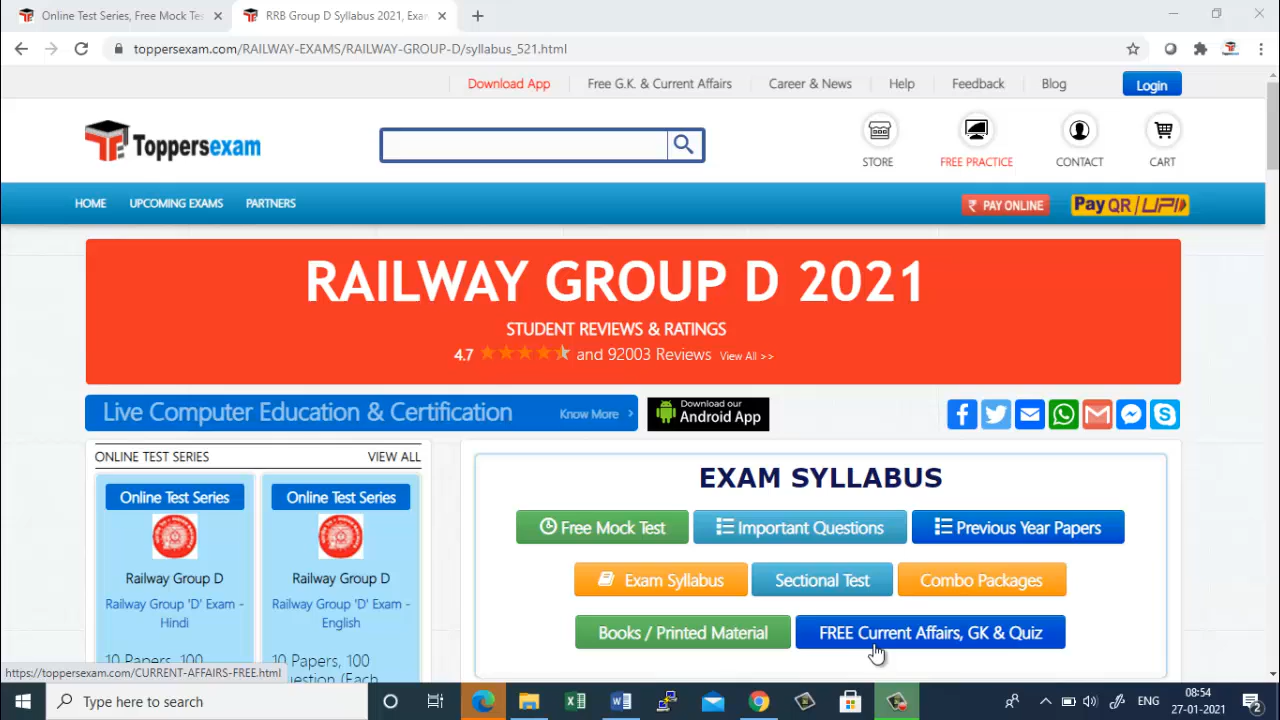 Online Test Series, Free Mock Tes
RRB Group D Syllabus 2021, Exam
toppersexam.com/RAILWAY-EXAMS/RAILWAY-GROUP-D/syllabus_521.html
Download App
Free G.K. & Current Affairs
Career & News
Help
Feedback
Blog
Login
Toppersexam
STORE
FREE PRACTICE
CONTACT
CART
HOME
UPCOMING EXAMS
PARTNERS
₹ PAY ONLINE
Pay QR / UPI
RAILWAY GROUP D 2021
STUDENT REVIEWS & RATINGS
4.7 and 92003 Reviews View All >>
Live Computer Education & Certification
Know More >
Download our
Android App
ONLINE TEST SERIES
VIEW ALL
Online Test Series
Railway Group D
Railway Group 'D' Exam -
Hindi
10 Papers, 100
Question (Each
Online Test Series
Railway Group D
Railway Group 'D' Exam -
English
10 Papers, 100
EXAM SYLLABUS
Free Mock Test
Important Questions
Previous Year Papers
Exam Syllabus
Sectional Test
Combo Packages
Books / Printed Material
FREE Current Affairs, GK & Quiz
https://toppersexam.com/CURRENT-AFFAIRS-FREE.html
Type here to search
ENG
08:54
27-01-2021
2